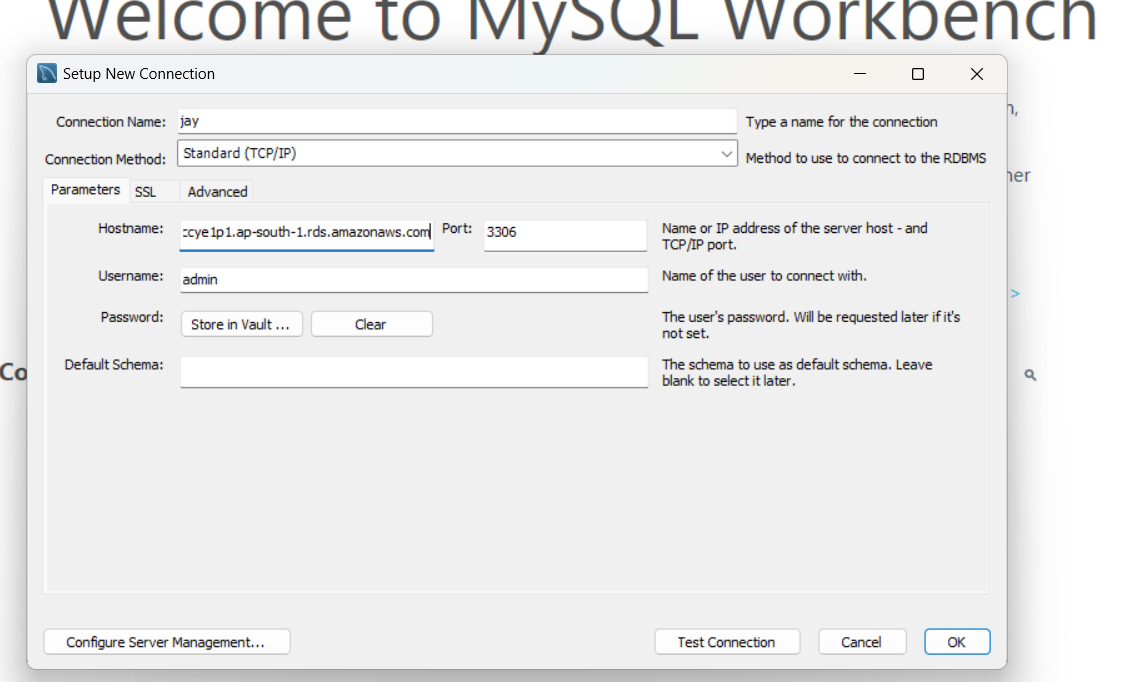 Welcome to MySQL Workbench
Setup New Connection
Connection Name: jay Type a name for the connection
Connection Method: Standard (TCP/IP) Method to use to connect to the RDBMS
Parameters SSL Advanced
Hostname: ccye1p1.ap-south-1.rds.amazonaws.com Port: 3306 Name or IP address of the server host - and
TCP/IP port.
Username: admin Name of the user to connect with.
Password: Store in Vault ... Clear The user's password. Will be requested later if it's
not set.
Default Schema: The schema to use as default schema. Leave
blank to select it later.
Configure Server Management... Test Connection Cancel OK